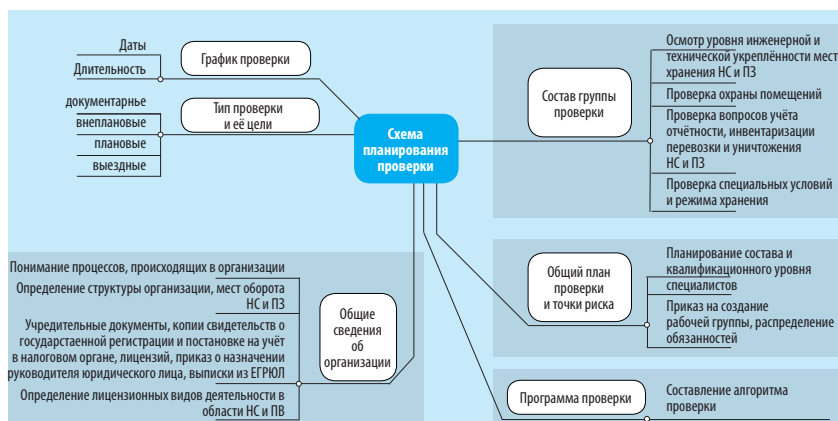 Даты
Длительность
График проверки
документарье
внеплановые
плановые
выездные
Тип проверки
и её цели
Схема
планирования
проверки
Состав группы
проверки
Осмотр уровня инженерной и
технической укреплённости мест
хранения НС и ПЗ
Проверка охраны помещений
Проверка вопросов учёта
отчётности, инвентаризации
перевозки и уничтожения
НС и ПЗ
Проверка специальных условий
и режима хранения
Понимание процессов, происходящих в организации
Определение структуры организации, мест оборота
НС и ПЗ
Учредительные документы, копии свидетельств о
государстаенной регистрации и постановке на учёт
в налоговом органе, лицензий, приказ о назначении
руководителя юридического лица, выписки из ЕГРЮЛ
Определение лицензионных видов деятельности в
области НС и ПВ
Общие
сведения
об
организации
Общий план
проверки
и точки риска
Планирование состава и
квалификационного уровня
специалистов
Приказ на создание
рабочей группы, распределение
обязанностей
Программа проверки
Составление алгоритма
проверки